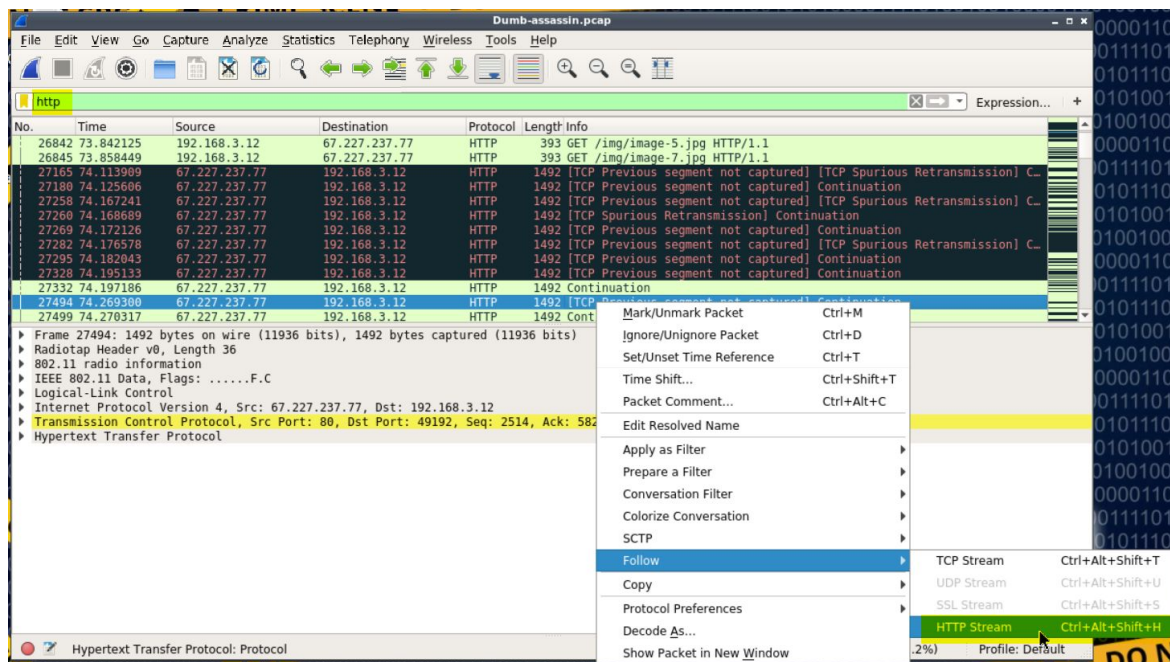 Dumb-assassin.pcap
File Edit View Go Capture Analyze Statistics Telephony Wireless Tools Help
http Expression... +
No. Time Source Destination Protocol Length Info
26842 73.842125 192.168.3.12 67.227.237.77 HTTP 393 GET /img/image-5.jpg HTTP/1.1
26845 73.858449 192.168.3.12 67.227.237.77 HTTP 393 GET /img/image-7.jpg HTTP/1.1
27165 74.113909 67.227.237.77 192.168.3.12 HTTP 1492 [TCP Previous segment not captured] [TCP Spurious Retransmission] C…
27180 74.125606 67.227.237.77 192.168.3.12 HTTP 1492 [TCP Previous segment not captured] Continuation
27258 74.167241 67.227.237.77 192.168.3.12 HTTP 1492 [TCP Previous segment not captured] [TCP Spurious Retransmission] C…
27260 74.168689 67.227.237.77 192.168.3.12 HTTP 1492 [TCP Spurious Retransmission] Continuation
27269 74.172126 67.227.237.77 192.168.3.12 HTTP 1492 [TCP Previous segment not captured] Continuation
27282 74.176578 67.227.237.77 192.168.3.12 HTTP 1492 [TCP Previous segment not captured] [TCP Spurious Retransmission] C…
27295 74.182043 67.227.237.77 192.168.3.12 HTTP 1492 [TCP Previous segment not captured] Continuation
27328 74.195133 67.227.237.77 192.168.3.12 HTTP 1492 [TCP Previous segment not captured] Continuation
27332 74.197186 67.227.237.77 192.168.3.12 HTTP 1492 Continuation
27494 74.269300 67.227.237.77 192.168.3.12 HTTP 1492 [TCP Previous segment not captured] Continuation
27499 74.270317 67.227.237.77 192.168.3.12 HTTP 1492 Cont
Frame 27494: 1492 bytes on wire (11936 bits), 1492 bytes captured (11936 bits)
Radiotap Header v0, Length 36
802.11 radio information
IEEE 802.11 Data, Flags: ......F.C
Logical-Link Control
Internet Protocol Version 4, Src: 67.227.237.77, Dst: 192.168.3.12
Transmission Control Protocol, Src Port: 80, Dst Port: 49192, Seq: 2514, Ack: 582
Hypertext Transfer Protocol
Mark/Unmark Packet Ctrl+M
Ignore/Unignore Packet Ctrl+D
Set/Unset Time Reference Ctrl+T
Time Shift... Ctrl+Shift+T
Packet Comment... Ctrl+Alt+C
Edit Resolved Name
Apply as Filter
Prepare a Filter
Conversation Filter
Colorize Conversation
SCTP
Follow
Copy
Protocol Preferences
Decode As...
Show Packet in New Window
TCP Stream Ctrl+Alt+Shift+T
UDP Stream Ctrl+Alt+Shift+U
SSL Stream Ctrl+Alt+Shift+S
HTTP Stream Ctrl+Alt+Shift+H
Hypertext Transfer Protocol: Protocol .2%) Profile: Default
DO N